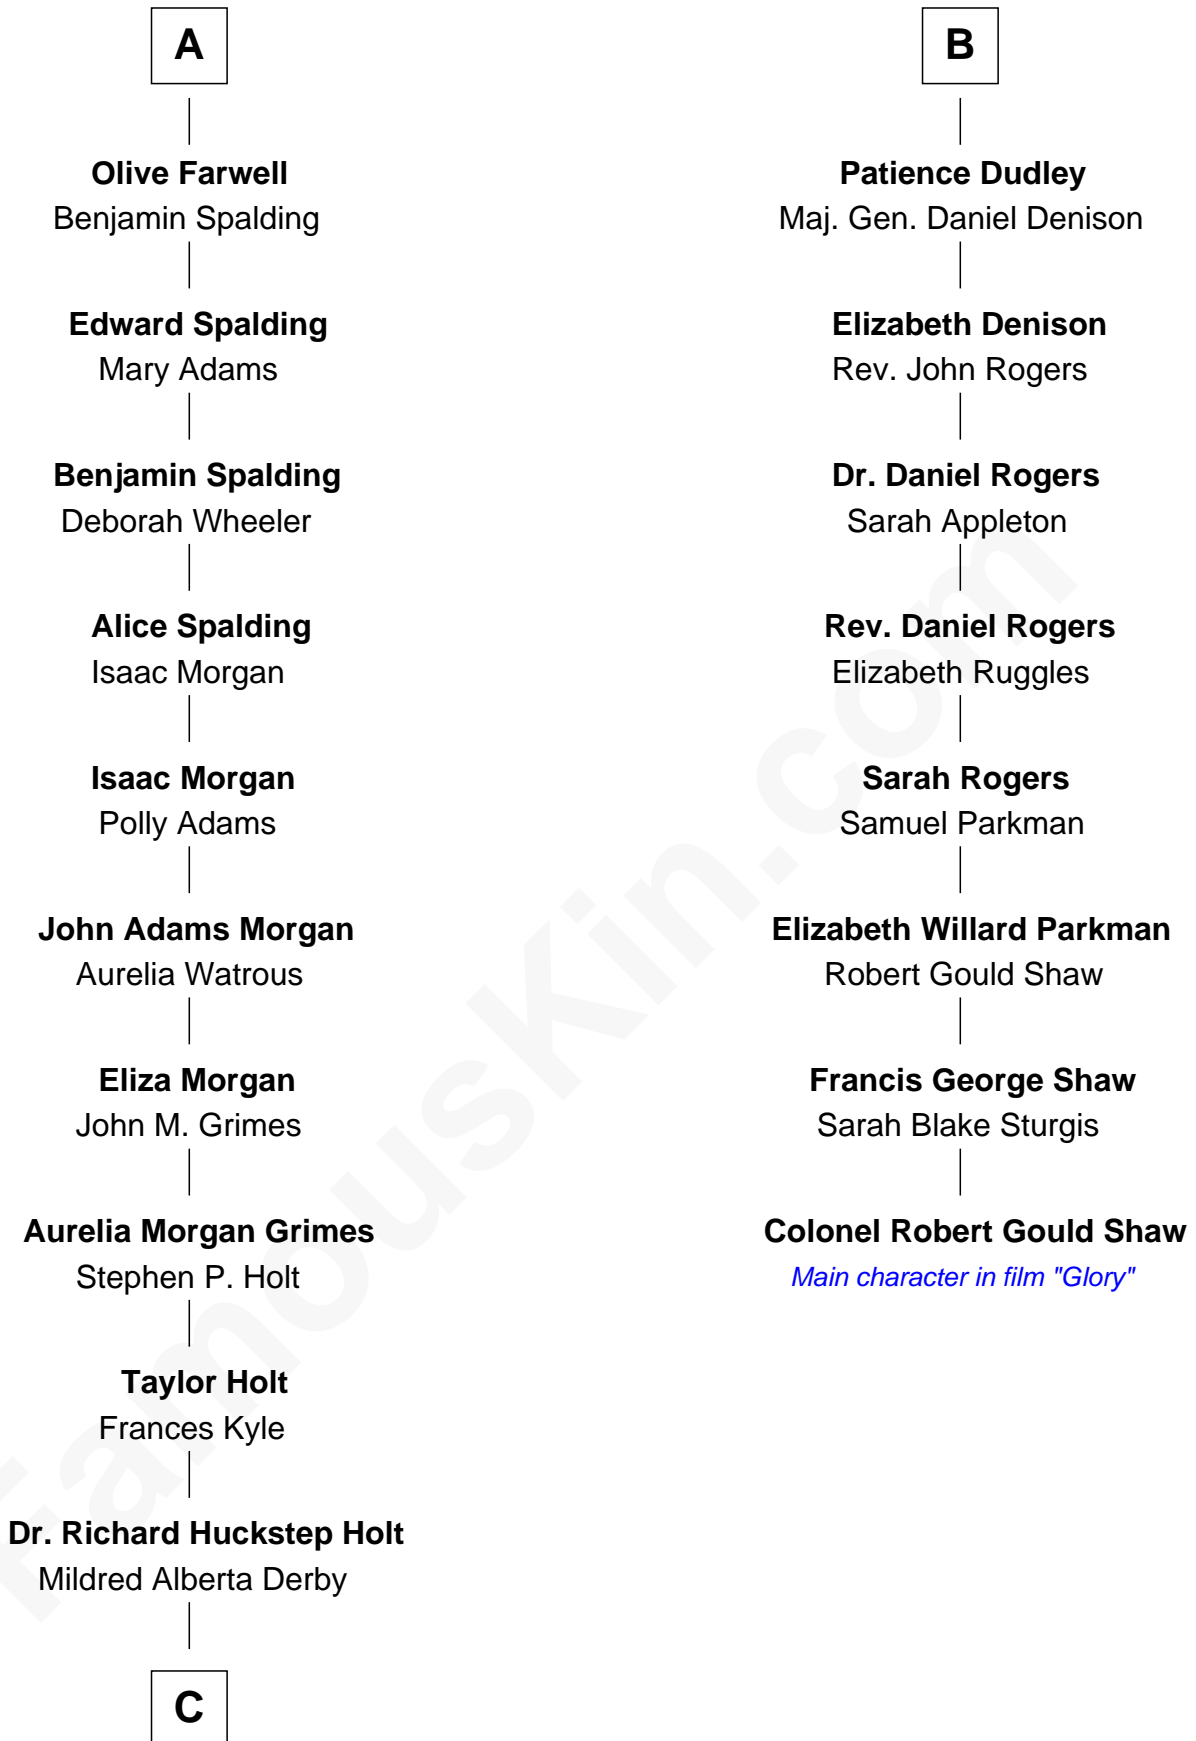 A
Olive Farwell
Benjamin Spalding
Edward Spalding
Mary Adams
Benjamin Spalding
Deborah Wheeler
Alice Spalding
Isaac Morgan
Isaac Morgan
Polly Adams
John Adams Morgan
Aurelia Watrous
Eliza Morgan
John M. Grimes
Aurelia Morgan Grimes
Stephen P. Holt
Taylor Holt
Frances Kyle
Dr. Richard Huckstep Holt
Mildred Alberta Derby
C
B
Patience Dudley
Maj. Gen. Daniel Denison
Elizabeth Denison
Rev. John Rogers
Dr. Daniel Rogers
Sarah Appleton
Rev. Daniel Rogers
Elizabeth Ruggles
Sarah Rogers
Samuel Parkman
Elizabeth Willard Parkman
Robert Gould Shaw
Francis George Shaw
Sarah Blake Sturgis
Colonel Robert Gould Shaw
Main character in film "Glory"
FamousKin.com